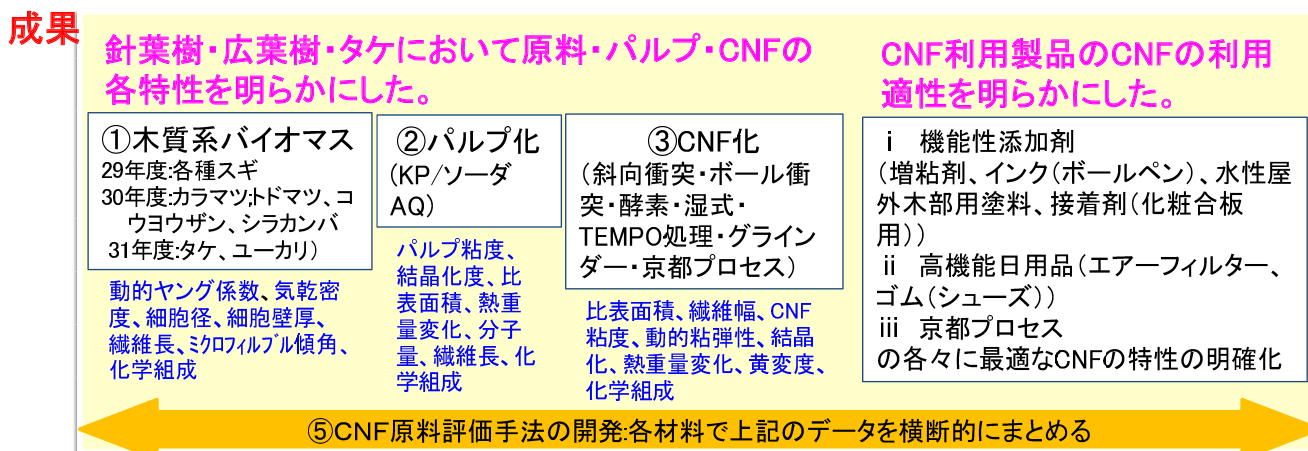 成果
針葉樹・広葉樹・タケにおいて原料・パルプ・CNFの
各特性を明らかにした。
①木質系バイオマス
29年度:各種スギ
30年度:カラマツ;トドマツ、コ
ウヨウザン、シラカンバ
31年度:タケ、ユーカリ）
動的ヤング係数、気乾密
度、細胞径、細胞壁厚、
繊維長、ミクロフィルブル傾角、
化学組成
②パルプ化
(KP/ソーダ
AQ）
パルプ粘度、
結晶化度、比
表面積、熱重
量変化、分子
量、繊維長、化
学組成
③CNF化
（斜向衝突・ボール衝
突・酵素・湿式・
TEMPO処理・グライン
ダー・京都プロセス）
比表面積、繊維幅、CNF
粘度、動的粘弾性、結晶
化、熱重量変化、黄変度、
化学組成
CNF利用製品のCNFの利用
適性を明らかにした。
ⅰ 機能性添加剤
（増粘剤、インク（ボールペン）、水性屋
外木部用塗料、接着剤（化粧合板
用））
ⅱ 高機能日用品（エアーフィルター、
ゴム（シューズ））
ⅲ 京都プロセス
の各々に最適なCNFの特性の明確化
⑤CNF原料評価手法の開発:各材料で上記のデータを横断的にまとめる